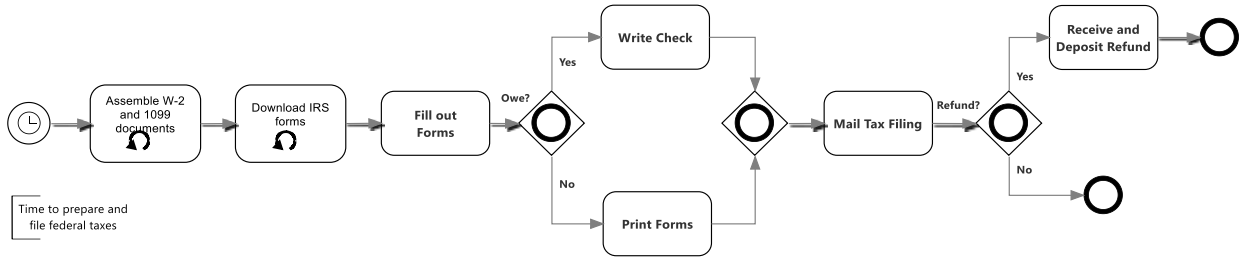 Assemble W-2
and 1099
documents
Download IRS
forms
Fill out
Forms
Owe?
Yes
No
Write Check
Print Forms
Mail Tax Filing
Refund?
Yes
No
Receive and
Deposit Refund
Time to prepare and
file federal taxes